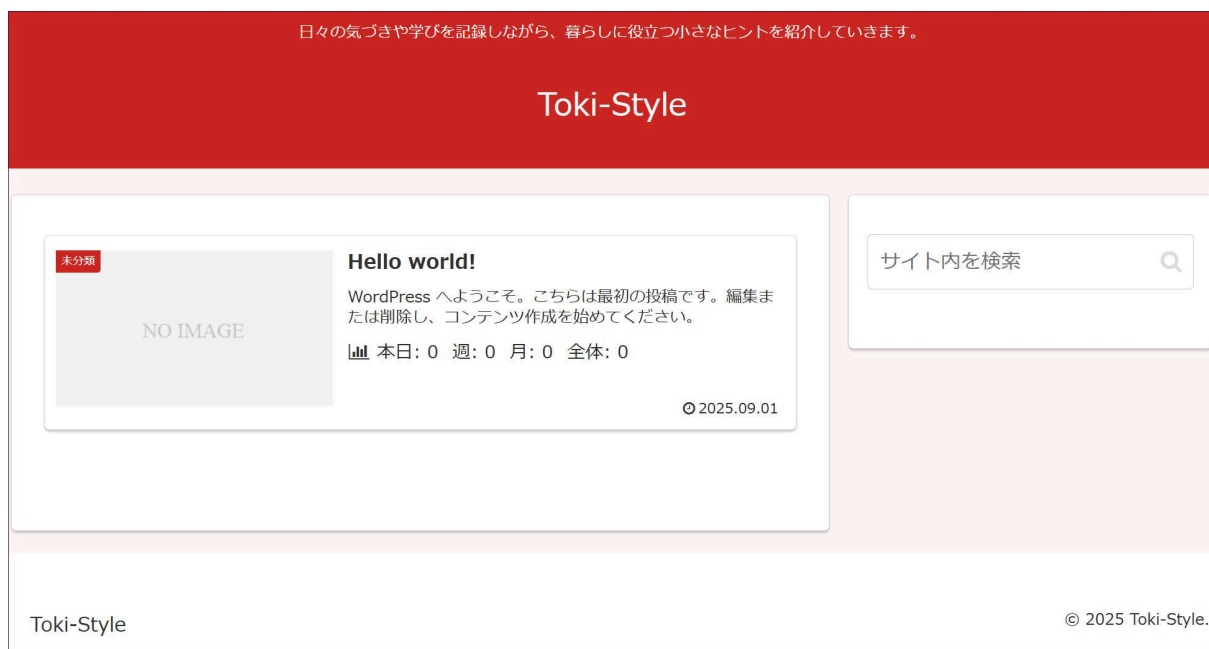 日々の気づきや学びを記録しながら、暮らしに役立つ小さなヒントを紹介していきます。
Toki-Style
未分類
NO IMAGE
Hello world!
WordPress へようこそ。こちらは最初の投稿です。編集ま
たは削除し、コンテンツ作成を始めてください。
本日: 0 週: 0 月: 0 全体: 0
2025.09.01
サイト内を検索
Toki-Style
© 2025 Toki-Style.